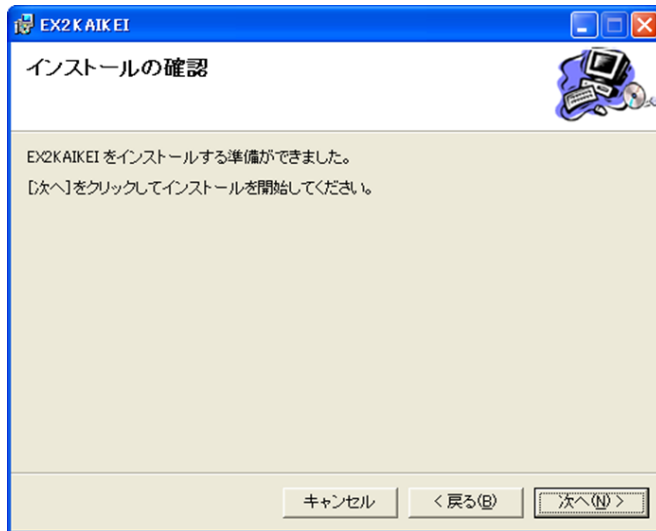 EX2KAIKEI
インストールの確認
EX2KAIKEI をインストールする準備ができました。
[次へ]をクリックしてインストールを開始してください。
キャンセル
< 戻る(B)
次へ(N) >